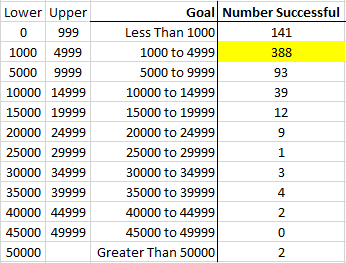 Lower Upper Goal Number Successful
0 999 Less Than 1000 141
1000 4999 1000 to 4999 388
5000 9999 5000 to 9999 93
10000 14999 10000 to 14999 39
15000 19999 15000 to 19999 12
20000 24999 20000 to 24999 9
25000 29999 25000 to 29999 1
30000 34999 30000 to 34999 3
35000 39999 35000 to 39999 4
40000 44999 40000 to 44999 2
45000 49999 45000 to 49999 0
50000 Greater Than 50000 2